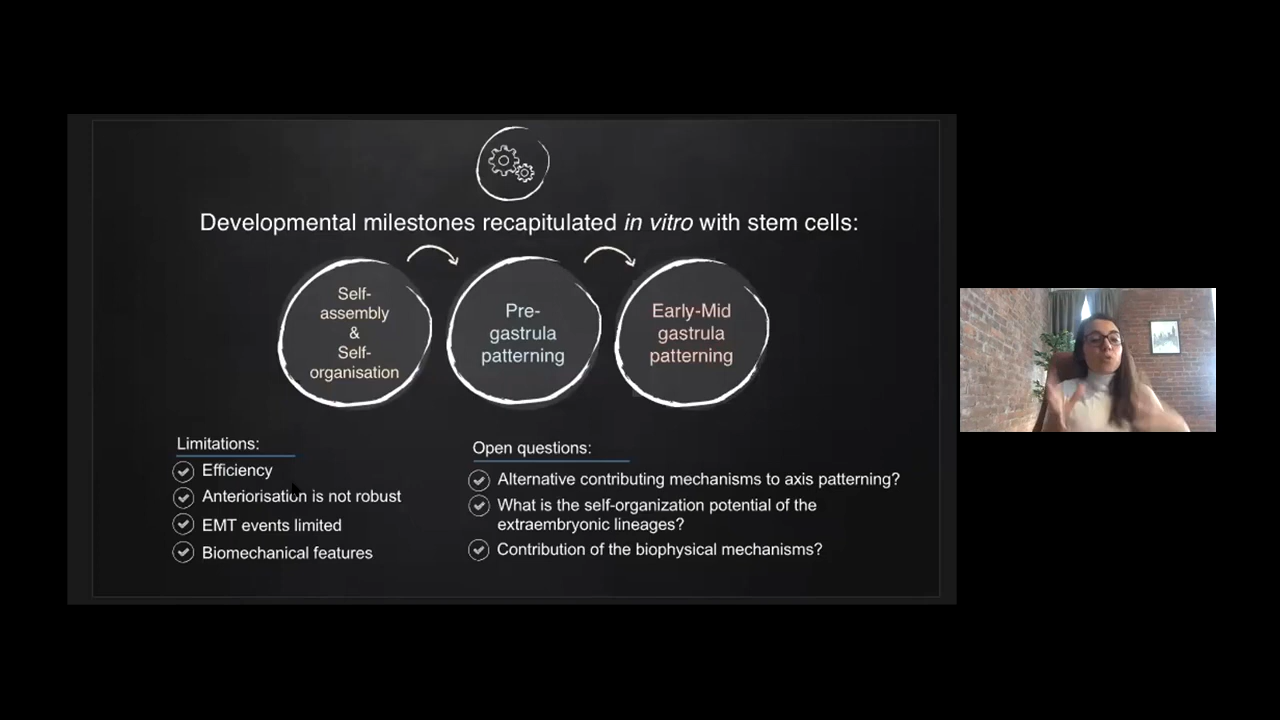 Developmental milestones recapitulated in vitro with stem cells:
Self-
assembly
&
Self-
organisation
Pre-
gastrula
patterning
Early-Mid
gastrula
patterning
Limitations:
Efficiency
Anteriorisation is not robust
EMT events limited
Biomechanical features
Open questions:
Alternative contributing mechanisms to axis patterning?
What is the self-organization potential of the
extraembryonic lineages?
Contribution of the biophysical mechanisms?